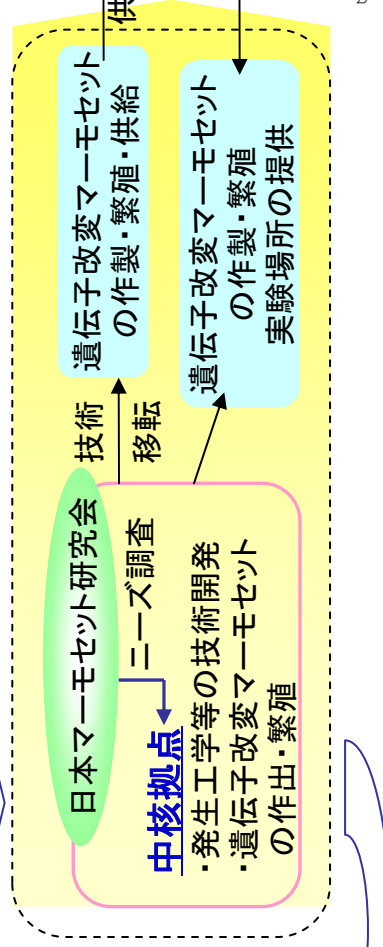 日本マーモセット研究会
ニーズ調査
中核拠点
・発生工学等の技術開発
・遺伝子改変マーモセット
の作出・繁殖
技術
移転
遺伝子改変マーモセット
の作製・繁殖・供給
遺伝子改変マーモセット
の作製・繁殖
実験場所の提供
供